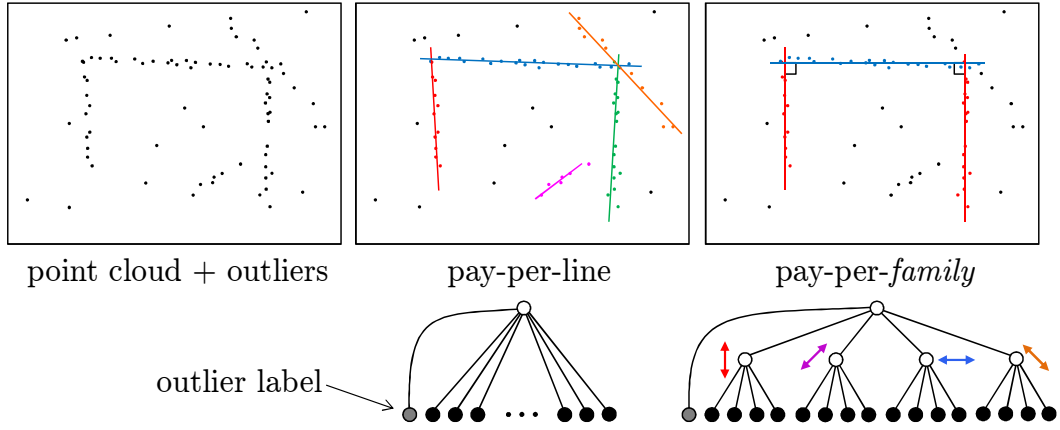 point cloud + outliers
pay-per-line
pay-per-family
outlier label